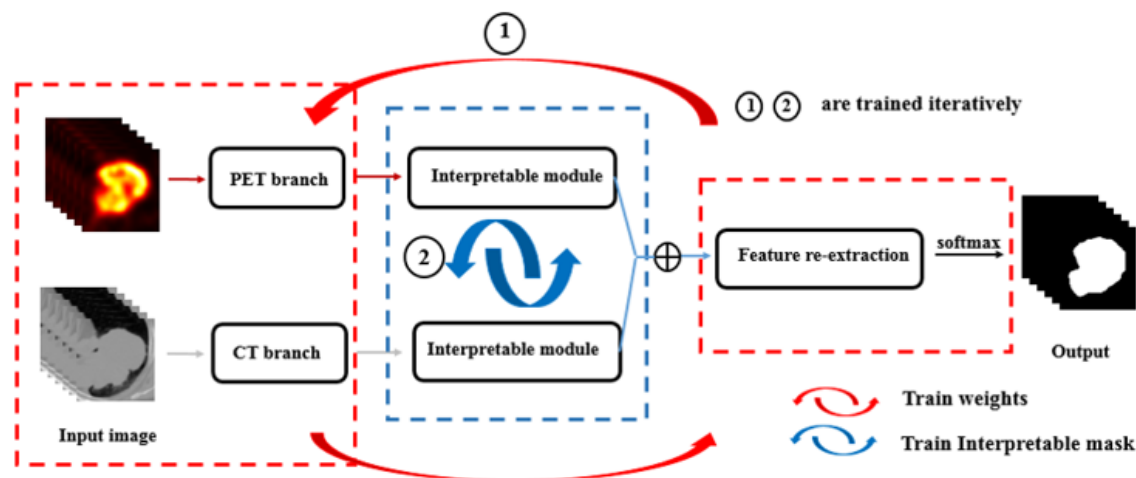 1
1 2 are trained iteratively
PET branch
Interpretable module
2
Feature re-extraction
softmax
CT branch
Interpretable module
Output
Input image
Train weights
Train Interpretable mask